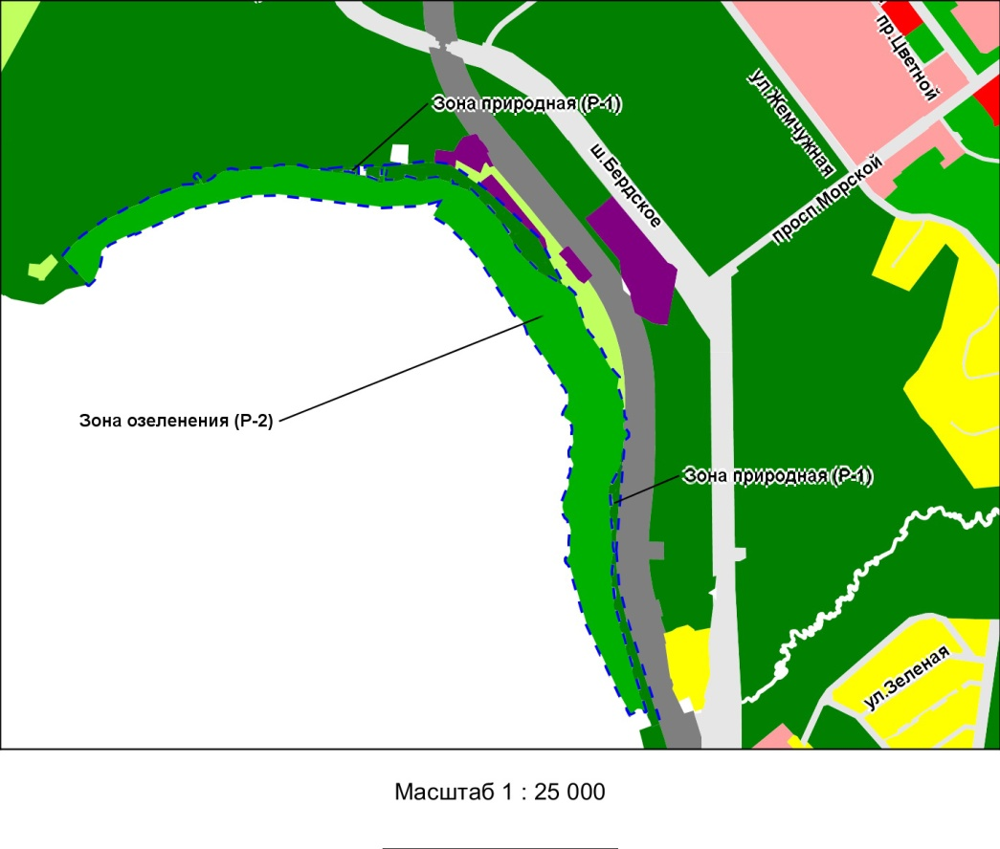 пр.Цветной
Зона природная (Р-1)
ул.Жемчужная
ш.Бердское
просп.Морской
Зона озеленения (Р-2)
Зона природная (Р-1)
ул.Зеленая
Масштаб 1 : 25 000